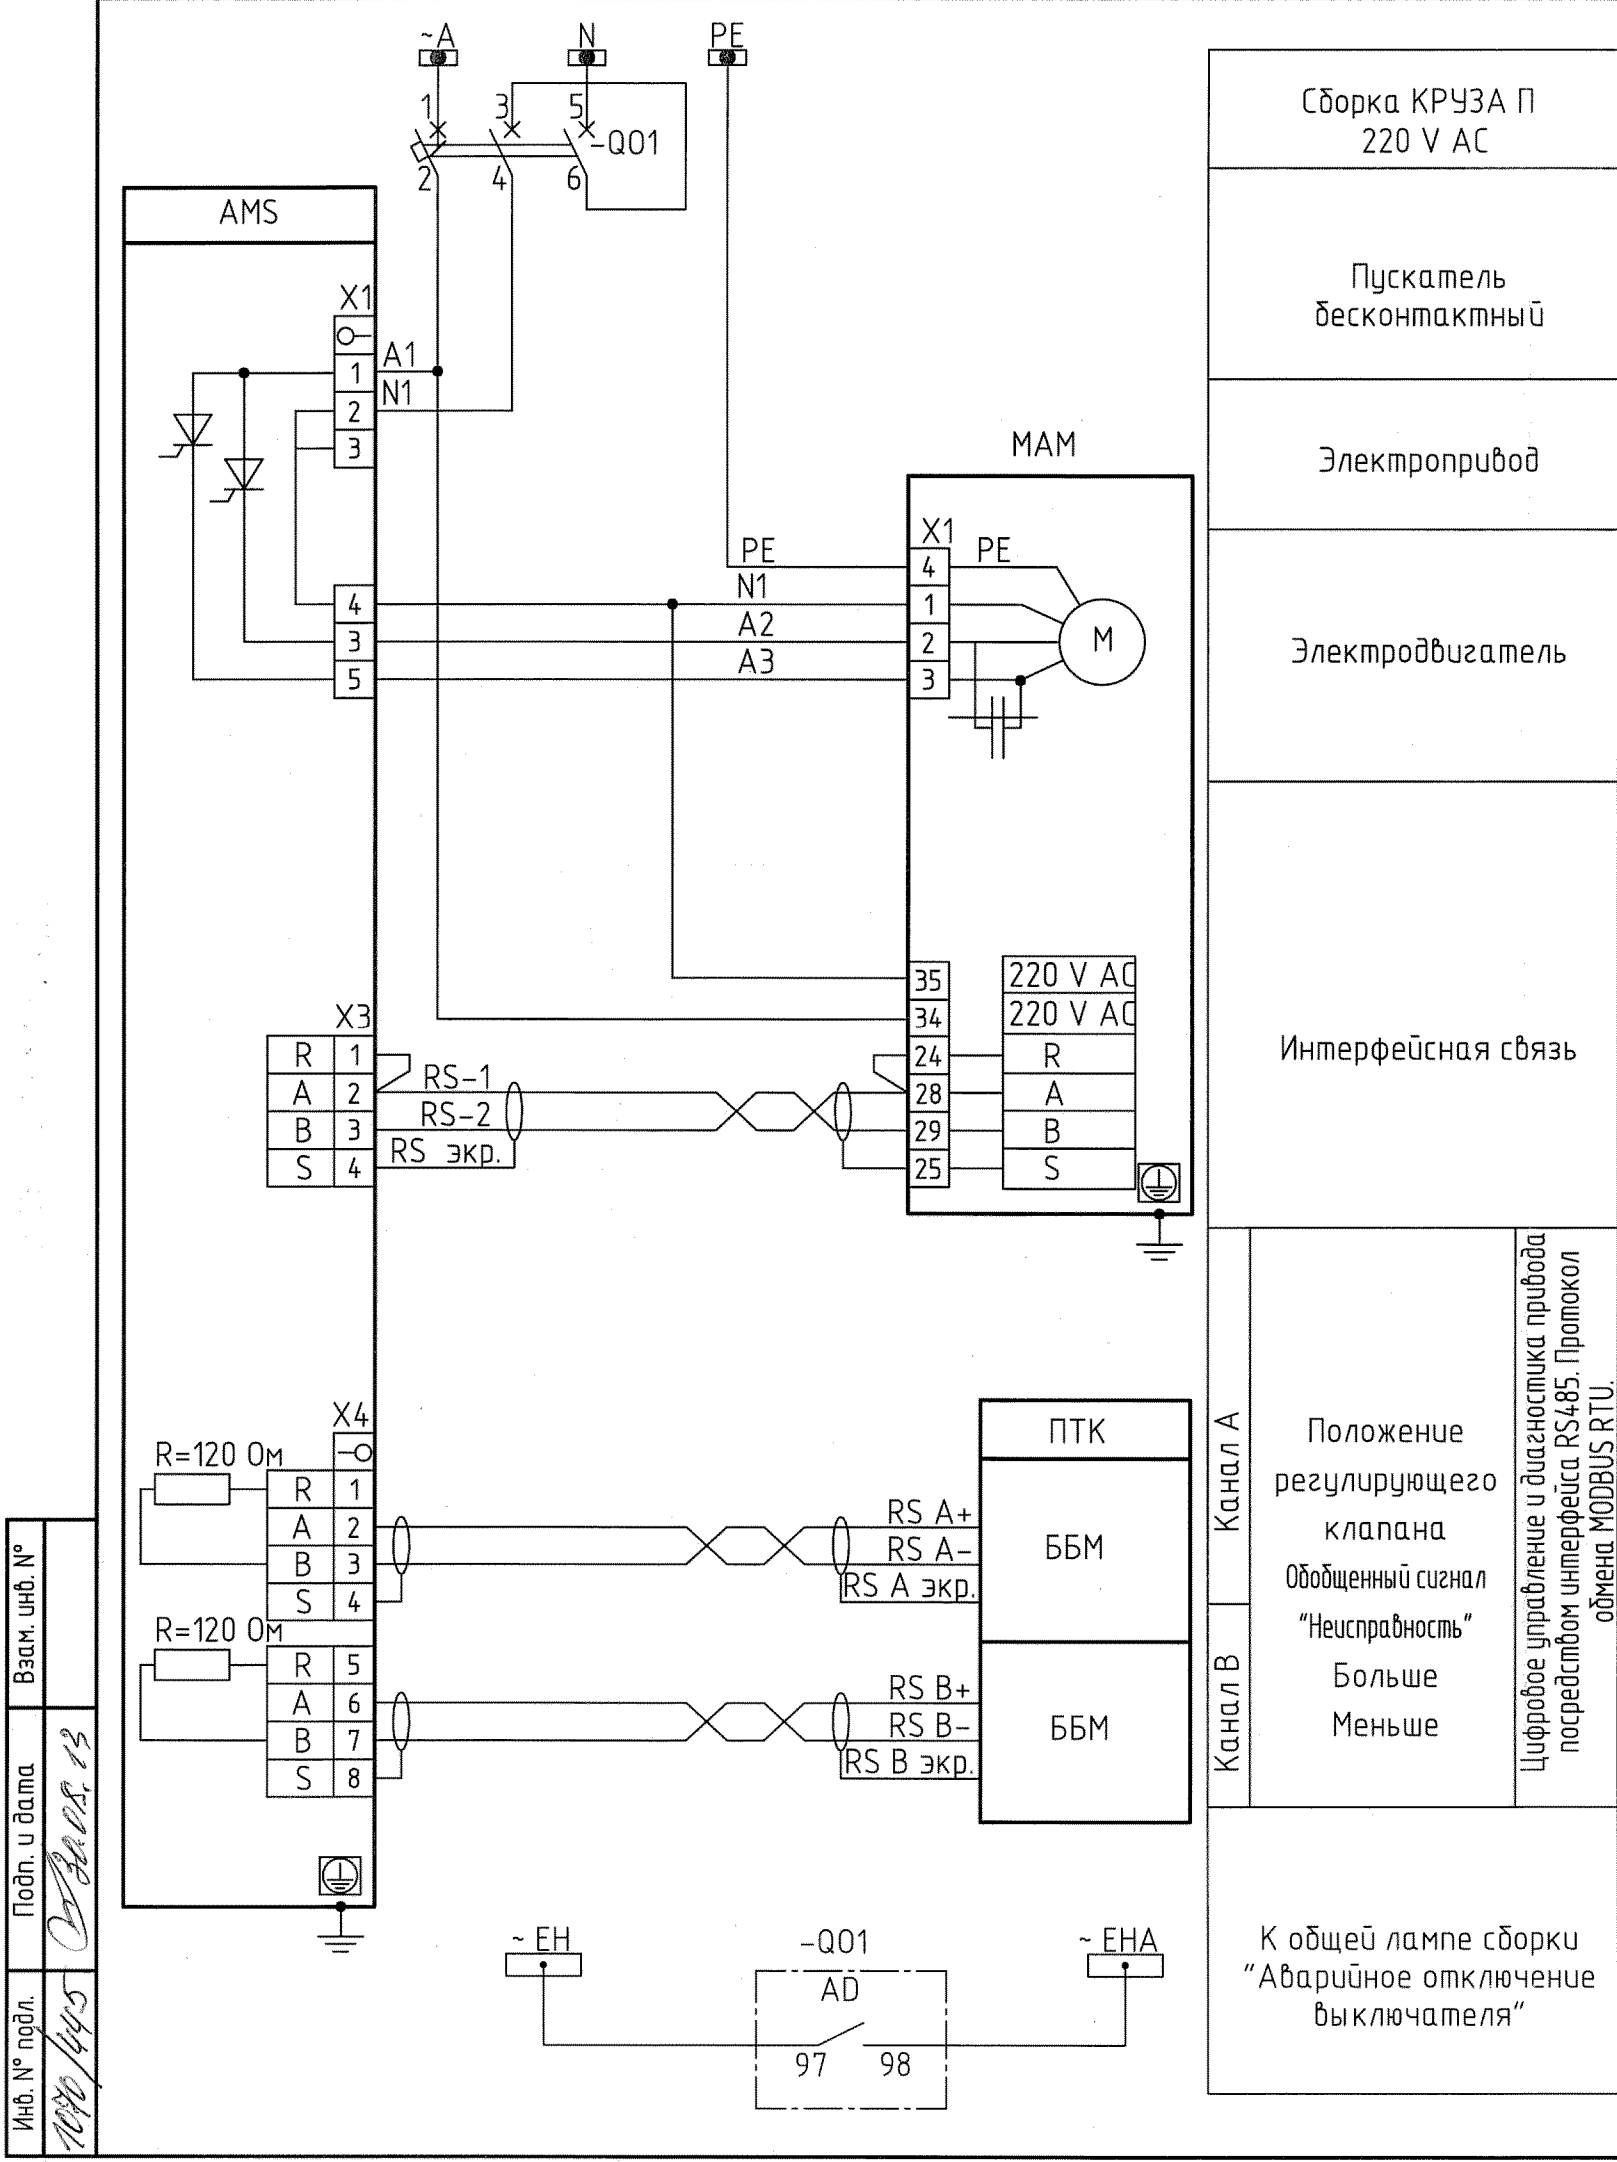 ~A
N
PE
1
3
5
-Q01
2
4
6
AMS
X1
1
A1
2
N1
3
4
3
5
MAM
X1
PE
4
PE
N1
1
A2
2
M
A3
3
35
220 V AC
34
220 V AC
24
R
28
A
29
B
25
S
X3
R 1
A 2
B 3
S 4
RS-1
RS-2
RS экр.
X4
R=120 Ом
R 1
A 2
B 3
S 4
R=120 Ом
R 5
A 6
B 7
S 8
ПТК
RS A+
RS A-
RS A экр.
ББМ
RS B+
RS B-
RS B экр.
ББМ
~ EH
-Q01
~ EHA
AD
97
98
Сборка КРУЗА П
220 V AC
Пускатель
бесконтактный
Электропривод
Электродвигатель
Интерфейсная связь
Канал A
Канал B
Положение
регулирующего
клапана
Обобщенный сигнал
"Неисправность"
Больше
Меньше
Цифровое управление и диагностика привода
посредством интерфейса RS485. Протокол
обмена MODBUS RTU.
К общей лампе сборки
"Аварийное отключение
выключателя"
Взам. инв. N°
Подп. и дата
30.08.13
Инв. N° подл.
1070/445